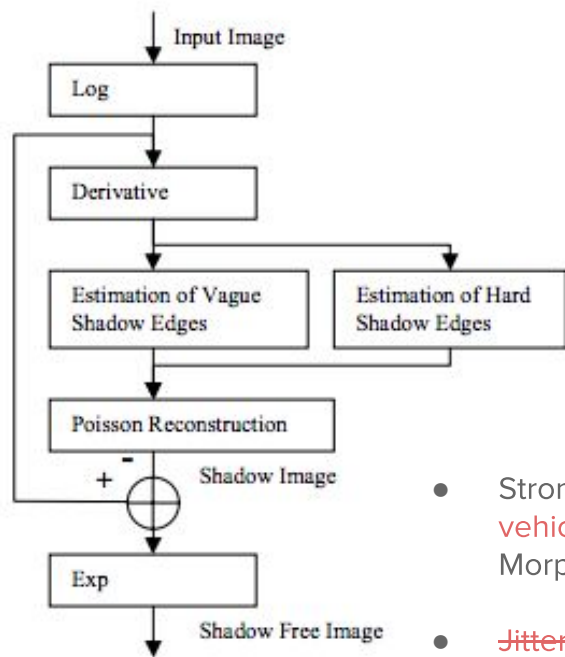 Input Image
Log
Derivative
Estimation of Vague
Shadow Edges
Estimation of Hard
Shadow Edges
Poisson Reconstruction
-
+
Shadow Image
Exp
Shadow Free Image